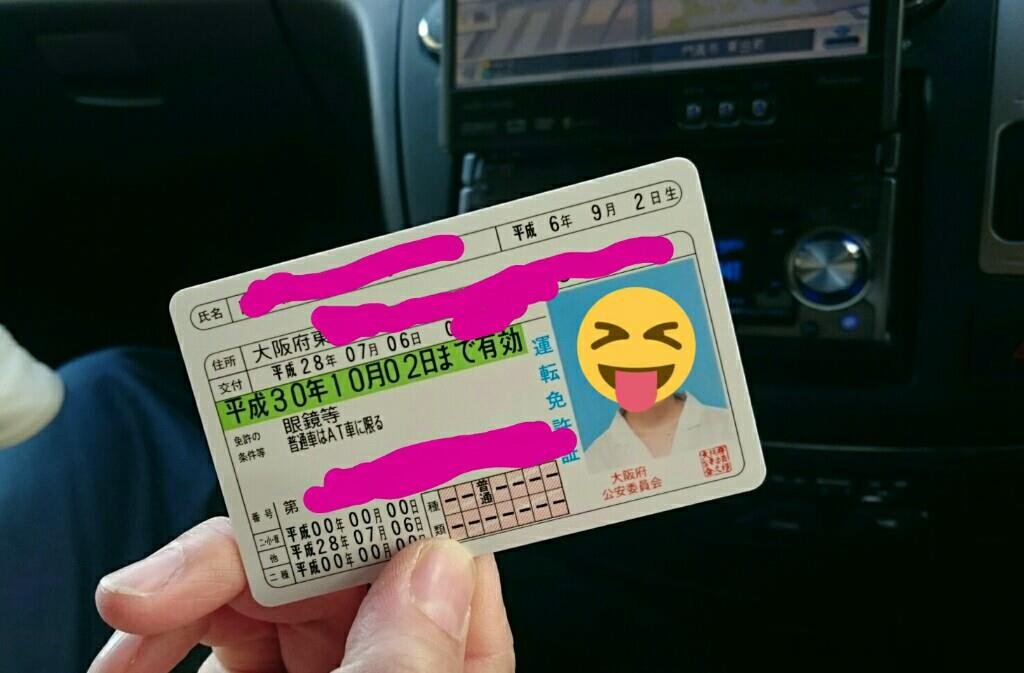 門真市 東田町
氏名
平成 6年 9月 2日生
住所 大阪府東
交付 平成28年07月06日
平成30年10月02日まで有効
免許の条件等
眼鏡等
普通車はAT車に限る
運転免許証
番号 第
二・小・原 平成00年00月00日
他 平成28年07月06日
二種 平成00年00月00日
種類
普通
大阪府
公安委員会